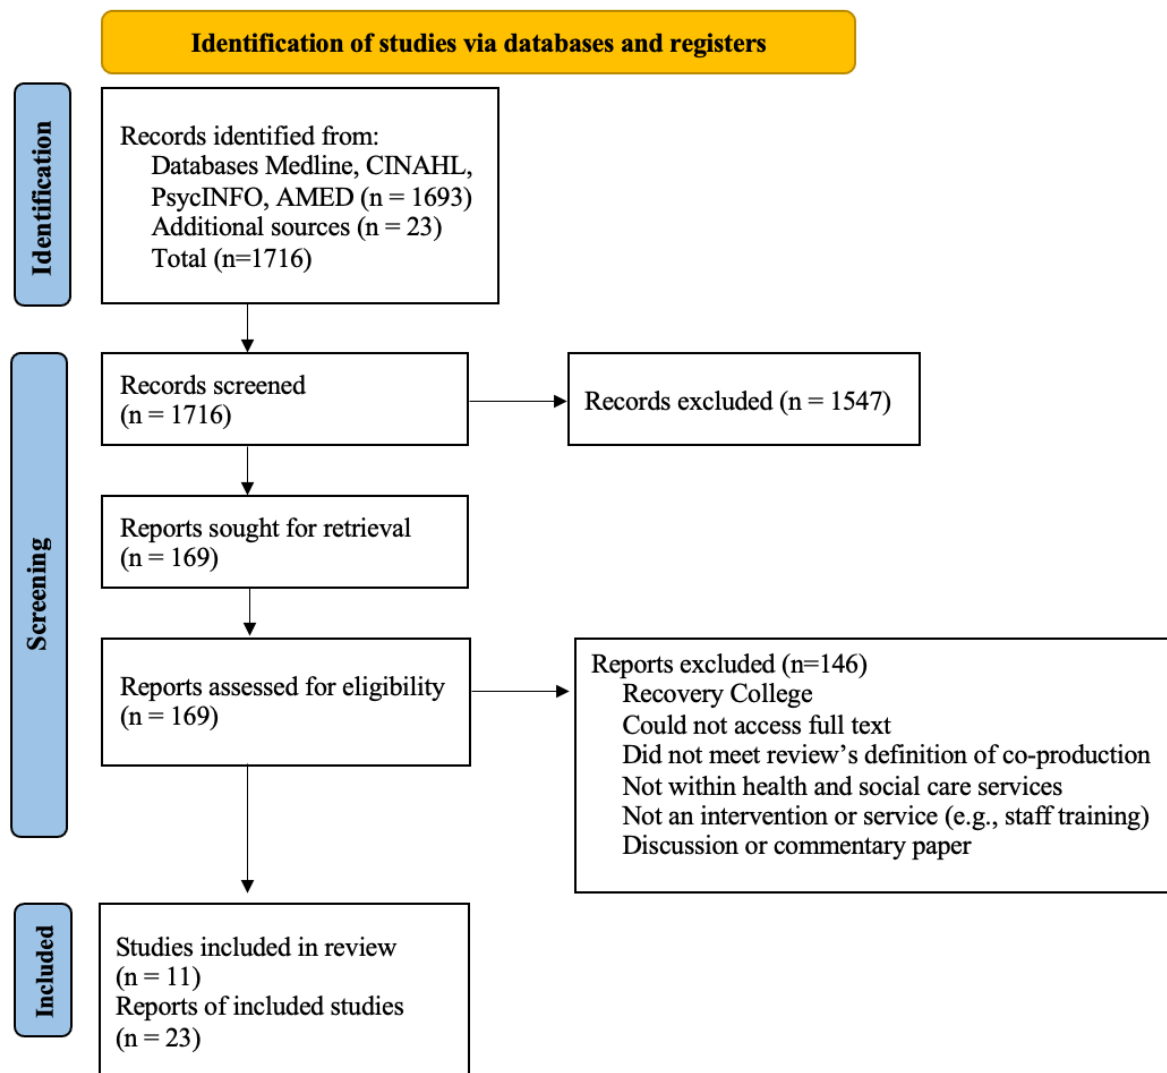 Identification of studies via databases and registers
Identification
Records identified from:
Databases Medline, CINAHL,
PsycINFO, AMED (n = 1693)
Additional sources (n = 23)
Total (n=1716)
Screening
Records screened
(n = 1716)
Records excluded (n = 1547)
Reports sought for retrieval
(n = 169)
Reports assessed for eligibility
(n = 169)
Reports excluded (n=146)
Recovery College
Could not access full text
Did not meet review’s definition of co-production
Not within health and social care services
Not an intervention or service (e.g., staff training)
Discussion or commentary paper
Included
Studies included in review
(n = 11)
Reports of included studies
(n = 23)